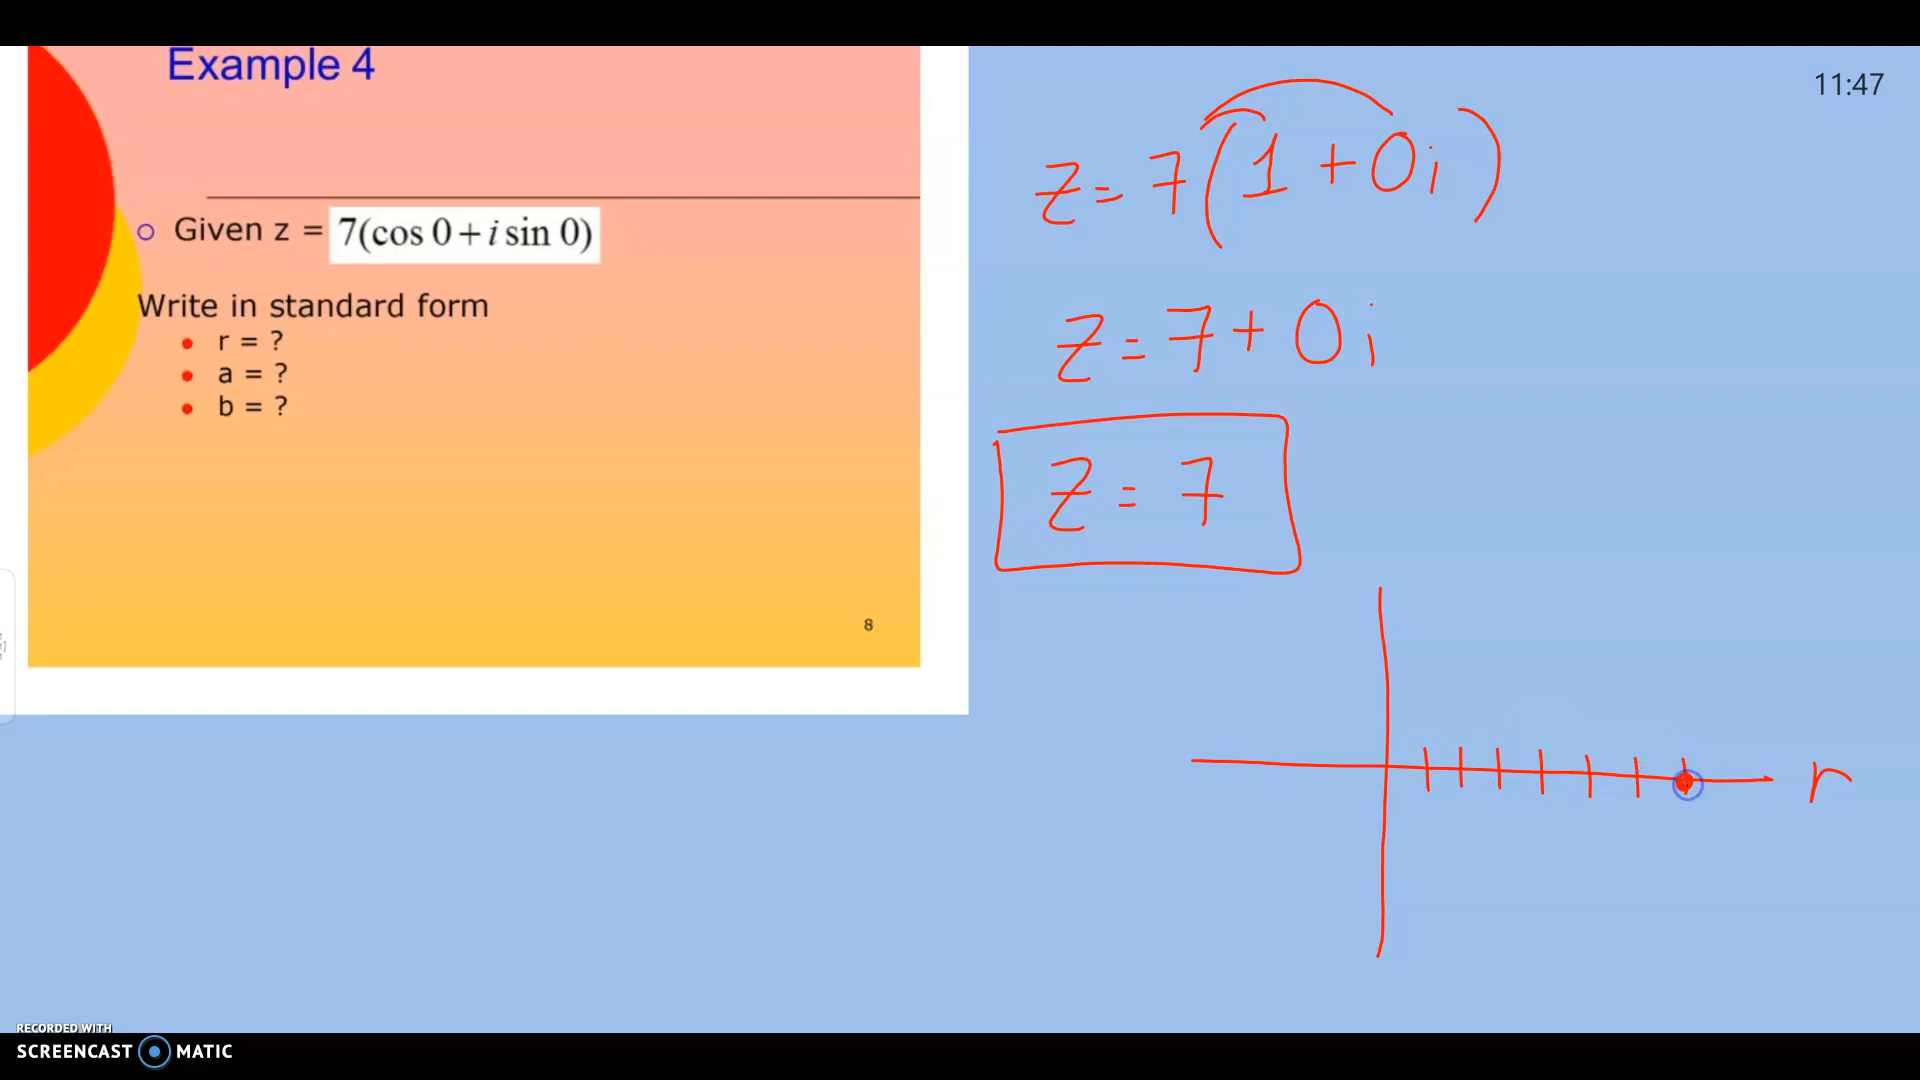 Example 4
Given z = 7(cos 0 + i sin 0)
Write in standard form
r = ?
a = ?
b = ?
8
11:47
z = 7(1 + 0i)
z = 7 + 0i
z = 7
r
RECORDED WITH
SCREENCAST MATIC